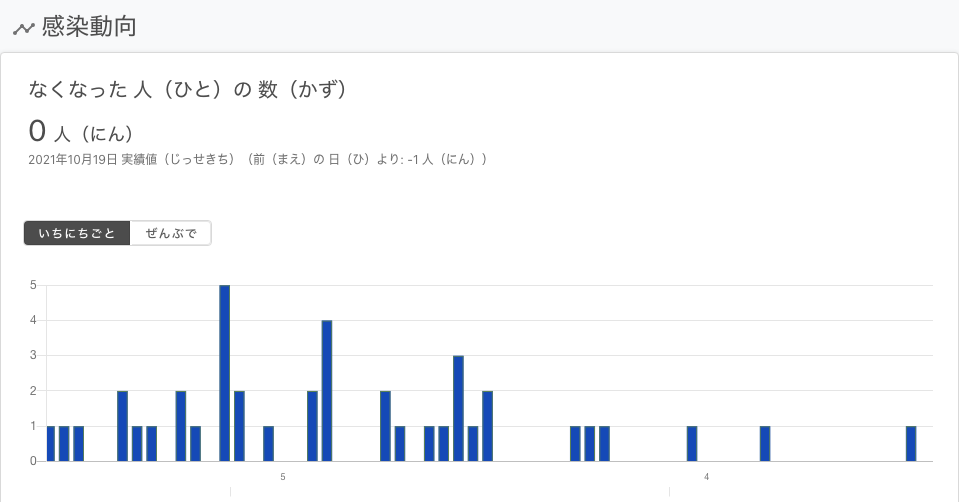 感染動向
なくなった 人（ひと）の 数（かず）
0 人（にん）
2021年10月19日 実績値（じっせきち）（前（まえ）の 日（ひ）より: -1 人（にん））
いちにちごと ぜんぶで
5
4
3
2
1
0
5 4